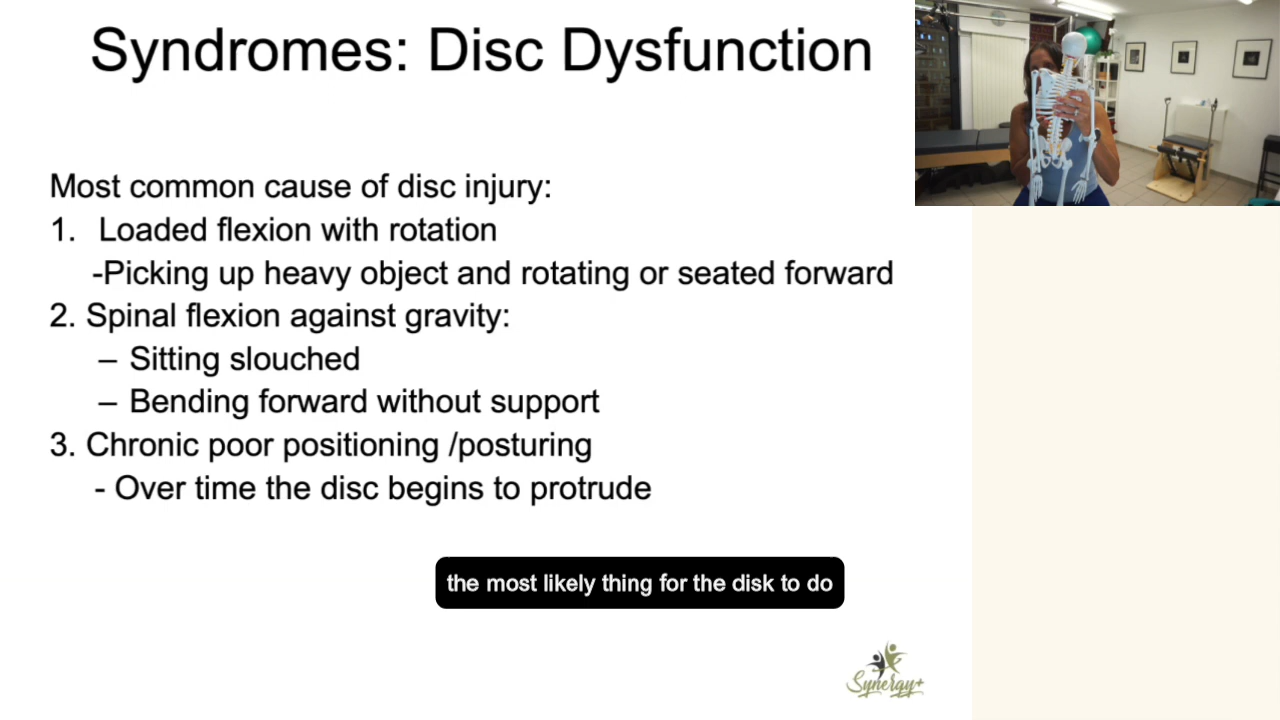 Syndromes: Disc Dysfunction
Most common cause of disc injury:
1. Loaded flexion with rotation
-Picking up heavy object and rotating or seated forward
2. Spinal flexion against gravity:
– Sitting slouched
– Bending forward without support
3. Chronic poor positioning /posturing
- Over time the disc begins to protrude
the most likely thing for the disk to do
Synergy+